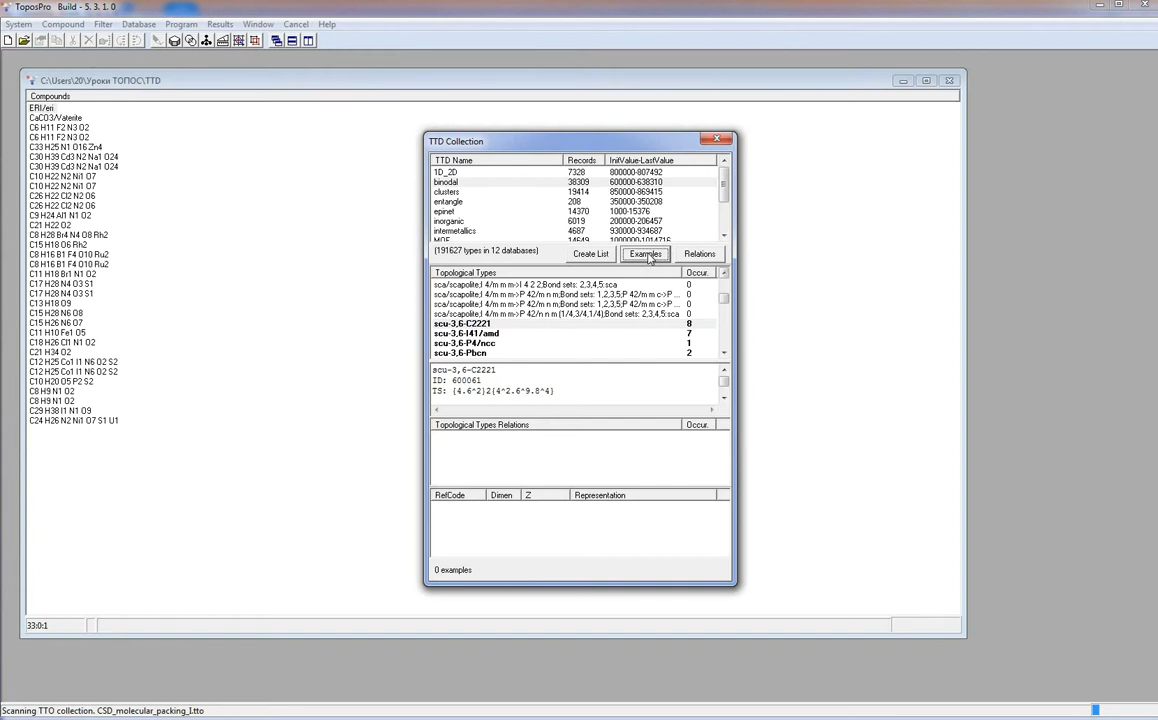 ToposPro Build - 5. 3. 1. 0
System Compound Filter Database Program Results Window Cancel Help
C:\Users\20\Уроки ТОПОС\TTD
Compounds
ERI/eri
CaCO3/Vaterite
C6 H11 F2 N3 O2
C6 H11 F2 N3 O2
C33 H25 N1 O16 Zn4
C30 H39 Cd3 N2 Na1 O24
C30 H39 Cd3 N2 Na1 O24
C10 H22 N2 Ni1 O7
C10 H22 N2 Ni1 O7
C26 H22 Cl2 N2 O6
C26 H22 Cl2 N2 O6
C9 H24 Al1 N1 O2
C21 H22 O2
C8 H28 Br4 N4 O8 Rh2
C15 H18 O6 Rh2
C8 H16 B1 F4 O10 Ru2
C8 H16 B1 F4 O10 Ru2
C11 H18 Br1 N1 O2
C17 H28 N4 O3 S1
C17 H28 N4 O3 S1
C13 H18 O9
C15 H28 N6 O8
C15 H26 N6 O7
C11 H10 Fe1 O5
C18 H26 Cl1 N1 O2
C21 H34 O2
C12 H25 Co1 I1 N6 O2 S2
C12 H25 Co1 I1 N6 O2 S2
C10 H20 O5 P2 S2
C8 H9 N1 O2
C8 H9 N1 O2
C29 H38 I1 N1 O9
C24 H26 N2 Ni1 O7 S1 U1
33:0:1
TTD Collection
TTD Name Records InitValue-LastValue
1D_2D 7328 800000-807492
binodal 38309 600000-638310
clusters 19414 850000-869415
entangle 208 350000-350208
epinet 14370 1000-15376
inorganic 6019 200000-206457
intermetallics 4687 930000-934687
MOF 14649 1000000-1014716
(191627 types in 12 databases) Create List Examples Relations
Topological Types Occur.
sca/scapolite;I 4/m m m->I 4 2 2;Bond sets: 2,3,4,5:sca 0
sca/scapolite;I 4/m m m->P 42/m n m;Bond sets: 1,2,3,5:P 42/m m c->P ... 0
sca/scapolite;I 4/m m m->P 42/n n m;Bond sets: 1,2,3,5:P 42/m m c->P ... 0
sca/scapolite;I 4/m m m->P 42/n n m (1/4,3/4,1/4);Bond sets: 2,3,4,5:sca 0
scu-3,6-C2221 8
scu-3,6-I41/amd 7
scu-3,6-P4/ncc 1
scu-3,6-Pbcn 2
scu-3,6-C2221
ID: 600061
TS: {4.6^2}2{4^2.6^9.8^4}
Topological Types Relations Occur.
RefCode Dimen Z Representation
0 examples
Scanning TTO collection. CSD_molecular_packing_I.tto